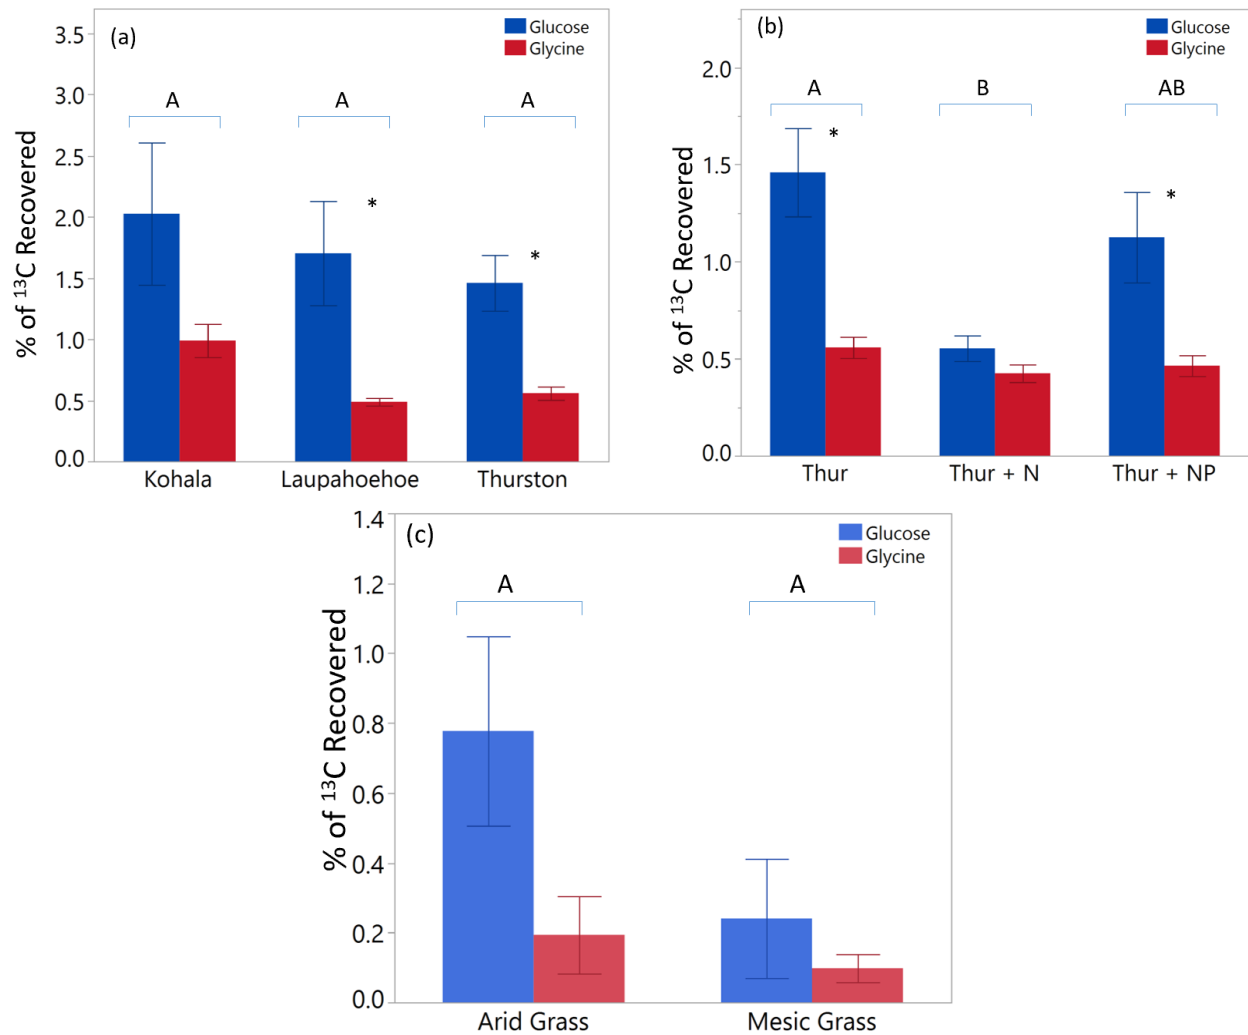 (a)
Glucose
Glycine
3.5
3.0
2.5
2.0
1.5
1.0
0.5
0.0
% of ¹³C Recovered
A
A
A
*
*
Kohala
Laupahoehoe
Thurston
(b)
Glucose
Glycine
2.0
1.5
1.0
0.5
0.0
% of ¹³C Recovered
A
B
AB
*
*
Thur
Thur + N
Thur + NP
(c)
Glucose
Glycine
1.4
1.2
1.0
0.8
0.6
0.4
0.2
0.0
% of ¹³C Recovered
A
A
Arid Grass
Mesic Grass